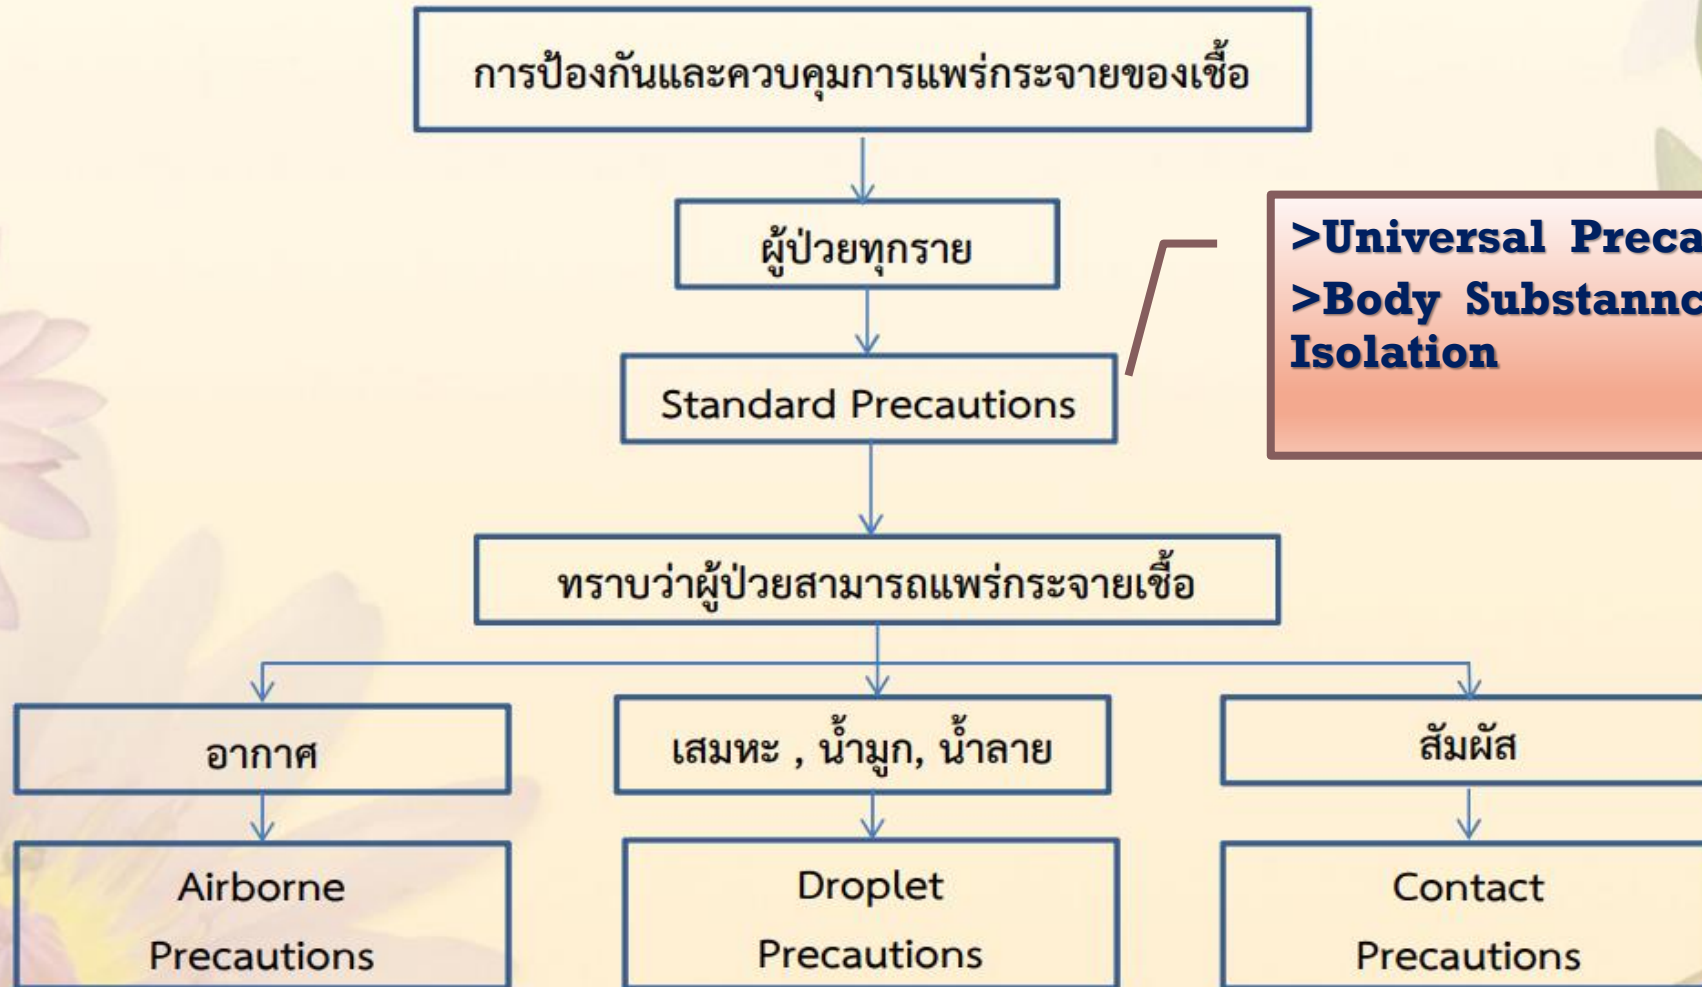 การป้องกันและควบคุมการแพร่กระจายของเชื้อ
ผู้ป่วยทุกราย
>Universal
>Body
Isolation
Standard Precautions
ทราบว่าผู้ป่วยสามารถแพร่กระจายเชื้อ
อากาศ
เสมหะ , น้ำมูก, น้ำลาย
สัมผัส
Airborne
Precautions
Droplet
Precautions
Contact
Precautions